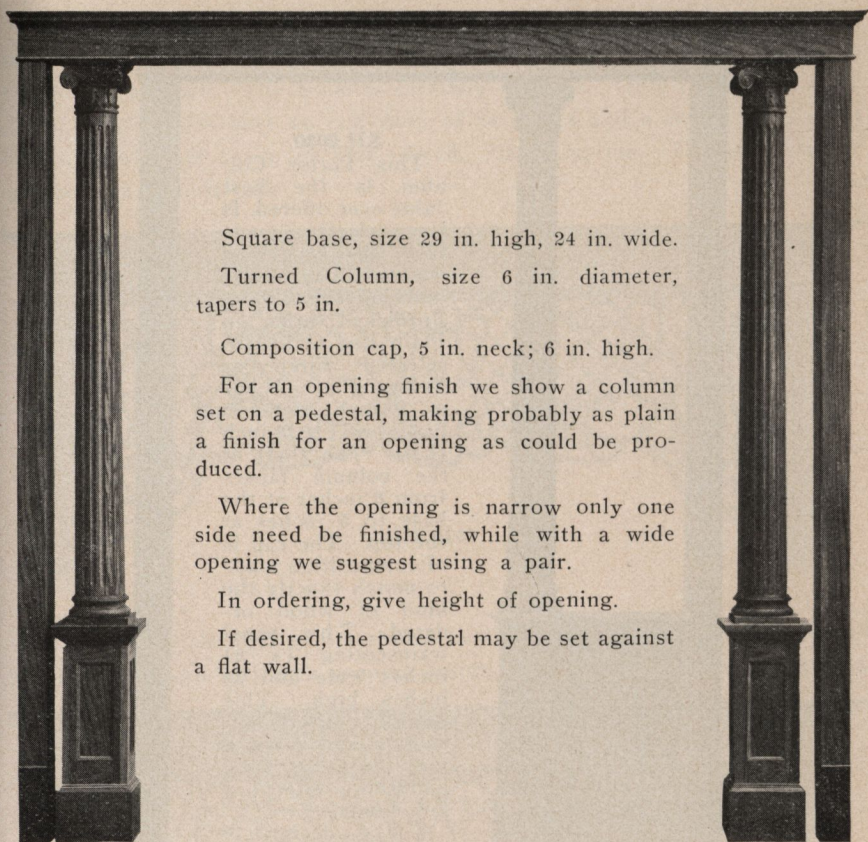 Square base, size 29 in. high, 24 in. wide.
Turned Column, size 6 in. diameter,
tapers to 5 in.
Composition cap, 5 in. neck; 6 in. high.
For an opening finish we show a column
set on a pedestal, making probably as plain
a finish for an opening as could be pro-
duced.
Where the opening is narrow only one
side need be finished, while with a wide
opening we suggest using a pair.
In ordering, give height of opening.
If desired, the pedestal may be set against
a flat wall.